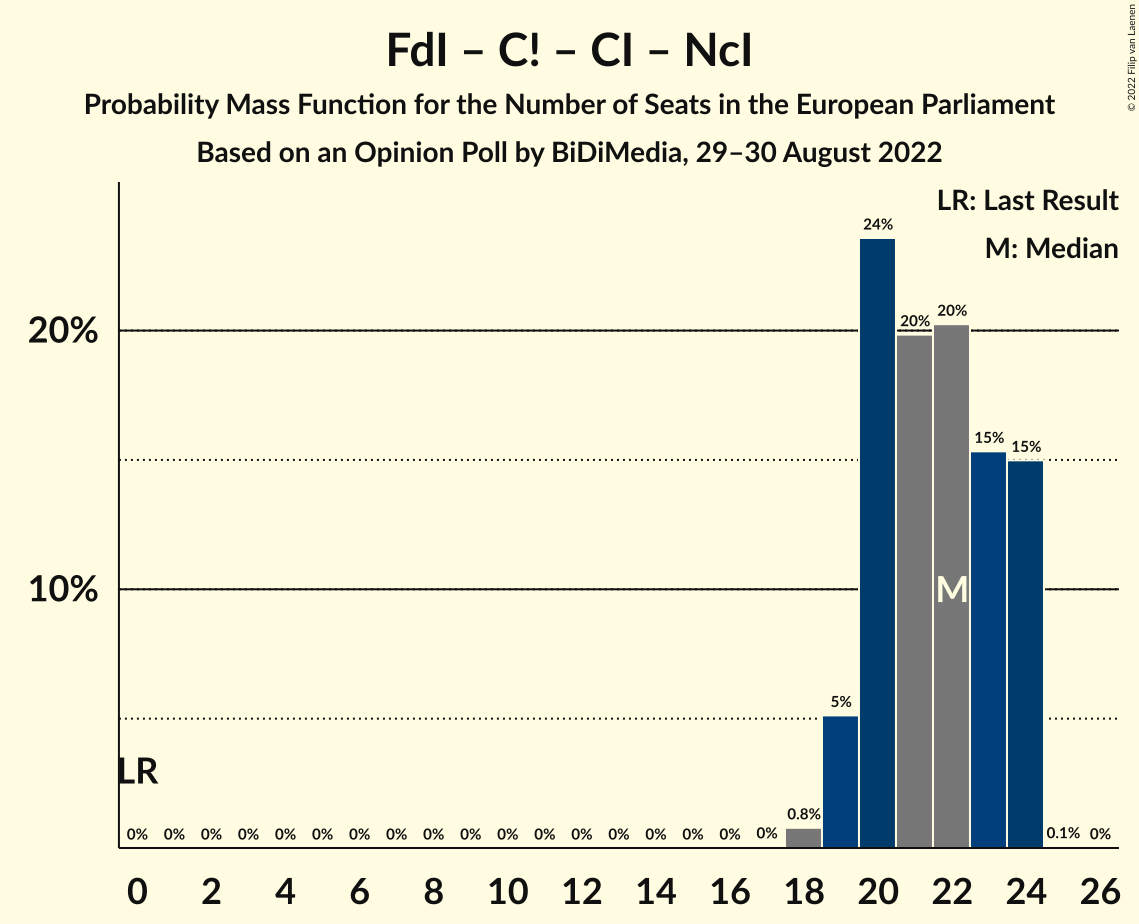 FdI – C! – CI – NcI
Probability Mass Function for the Number of Seats in the European Parliament
Based on an Opinion Poll by BiDiMedia, 29–30 August 2022
© 2022 Filip van Laenen
LR: Last Result
M: Median
24%
20%
20%
20%
15%
15%
10%
M
5%
LR
0% 0% 0% 0% 0% 0% 0% 0% 0% 0% 0% 0% 0% 0% 0% 0% 0% 0% 0.8% 0.1% 0%
0 2 4 6 8 10 12 14 16 18 20 22 24 26